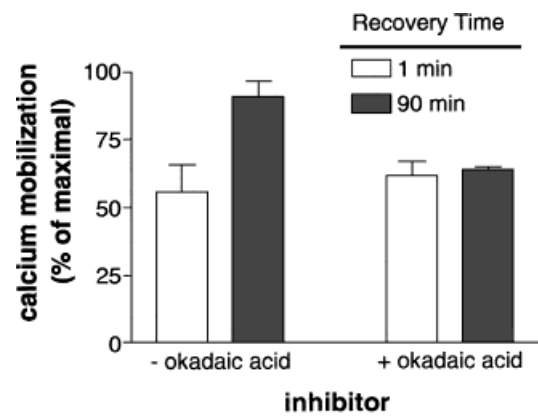 Recovery Time
1 min
90 min
calcium mobilization
(% of maximal)
100
75
50
25
0
- okadaic acid
+ okadaic acid
inhibitor